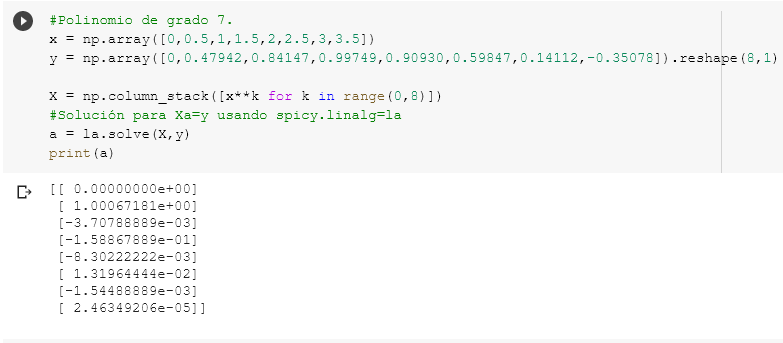 #Polinomio de grado 7.
x = np.array([0,0.5,1,1.5,2,2.5,3,3.5])
y = np.array([0,0.47942,0.84147,0.99749,0.90930,0.59847,0.14112,-0.35078]).reshape(8,1)
X = np.column_stack([x**k for k in range(0,8)])
#Solución para Xa=y usando spicy.linalg=la
a = la.solve(X,y)
print(a)
[[ 0.00000000e+00]
[ 1.00067181e+00]
[-3.70788889e-03]
[-1.58867889e-01]
[-8.30222222e-03]
[ 1.31964444e-02]
[-1.54488889e-03]
[ 2.46349206e-05]]